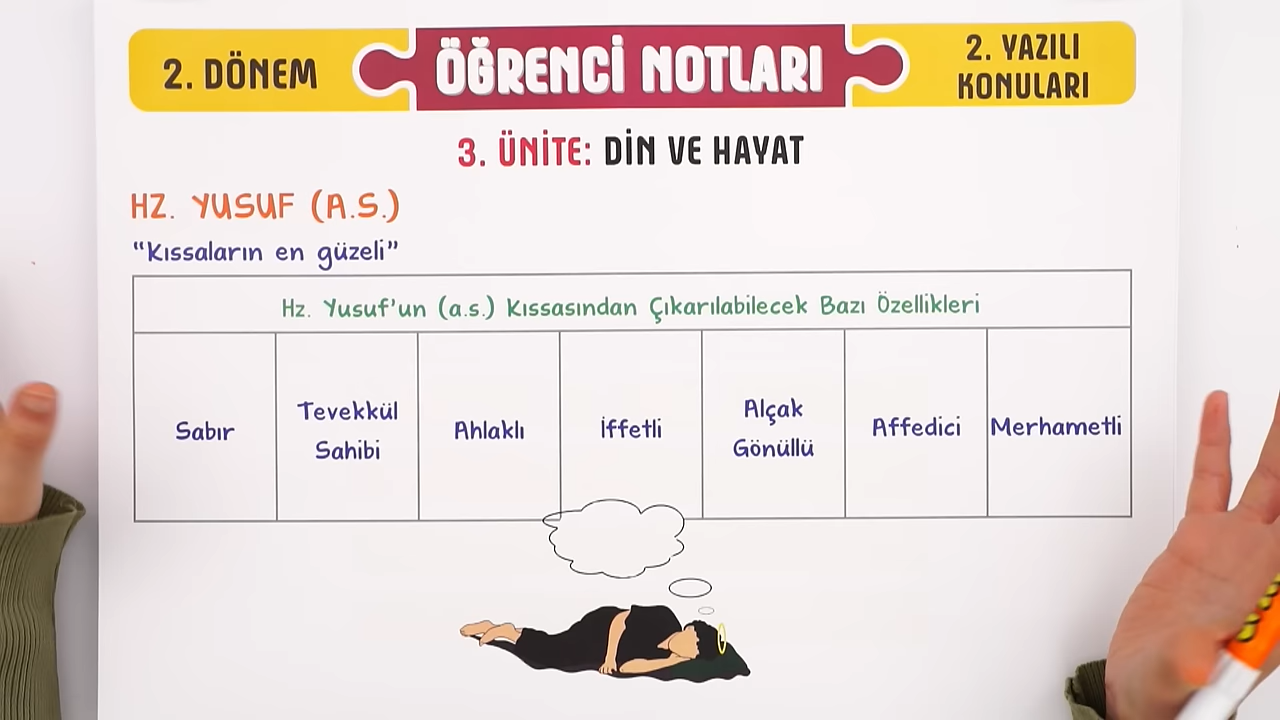 2. DÖNEM
ÖĞRENCİ NOTLARI
2. YAZILI
KONULARI
3. ÜNİTE: DİN VE HAYAT
HZ. YUSUF (A.S.)
"Kıssaların en güzeli"
Hz. Yusuf'un (a.s.) Kıssasından Çıkarılabilecek Bazı Özellikleri
Sabır
Tevekkül
Sahibi
Ahlaklı
İffetli
Alçak
Gönüllü
Affedici
Merhametli